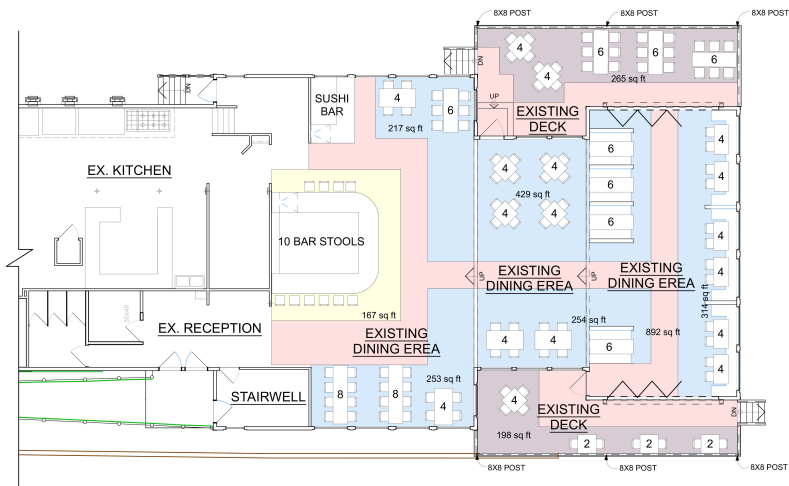 8X8 POST
8X8 POST
8X8 POST
4
6
6
6
4
265 sq ft
DN
DN
UP
EXISTING
DECK
SUSHI
BAR
4
6
217 sq ft
EX. KITCHEN
4
4
429 sq ft
4
4
6
6
6
4
4
4
4
10 BAR STOOLS
UP
UP
EXISTING
DINING EREA
EXISTING
DINING EREA
167 sq ft
30x48
EX. RECEPTION
EXISTING
DINING EREA
254 sq ft
892 sq ft
314 sq ft
4
4
6
4
4
253 sq ft
STAIRWELL
8
8
4
4
198 sq ft
EXISTING
DECK
2
2
2
DN
8X8 POST
8X8 POST
8X8 POST